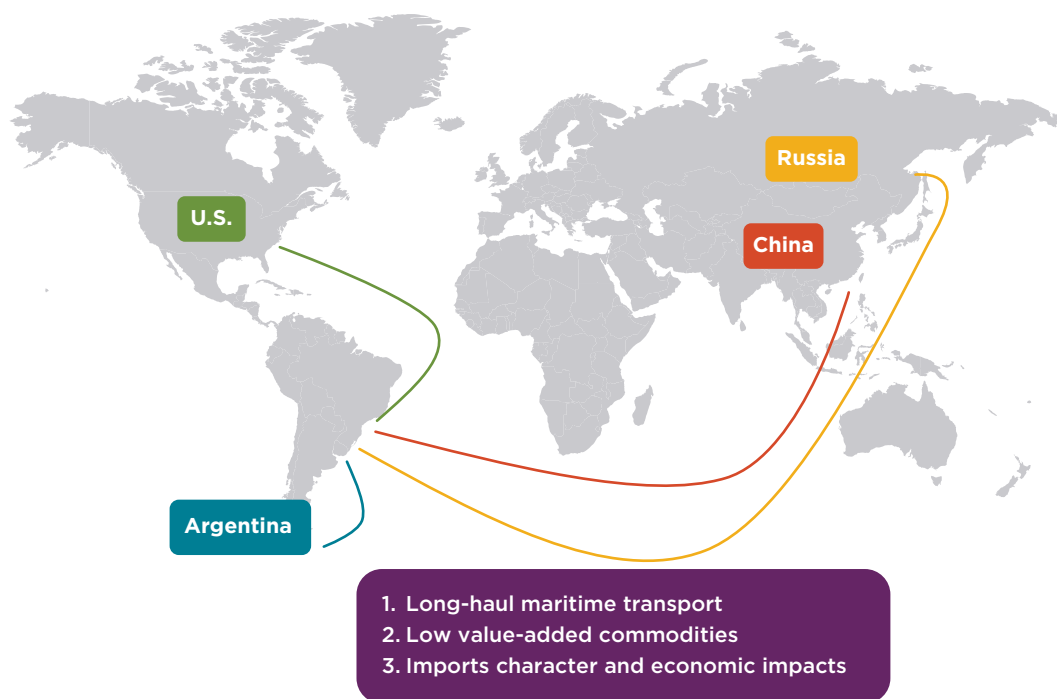 Russia
U.S.
China
Argentina
1. Long-haul maritime transport
2. Low value-added commodities
3. Imports character and economic impacts